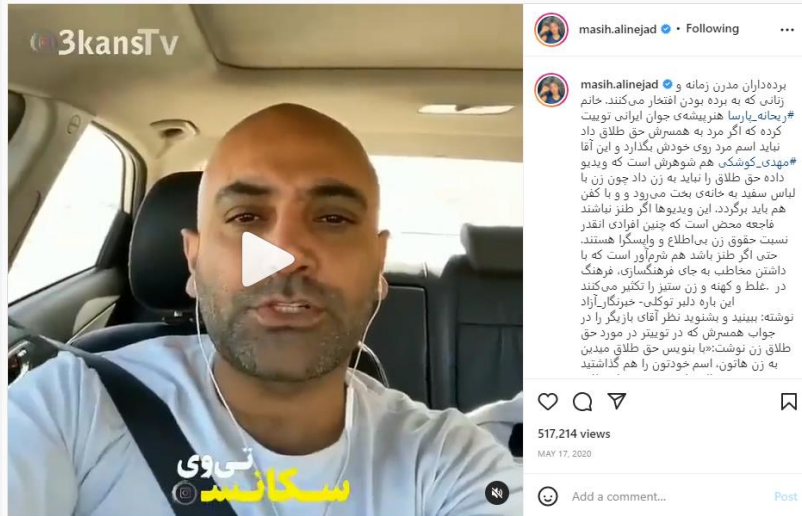 3kansTv
تی‌وی
سکانس
masih.alinejad • Following
masih.alinejad برده‌داران مدرن زمانه و
زنانی که به برده بودن افتخار می‌کنند. خانم
#ریحانه_پارسا هنرپیشه‌ی جوان ایرانی توییت
کرده که اگر مرد به همسرش حق طلاق داد
نباید اسم مرد روی خودش بگذارد و این آقا
#مهدی_کوشکی هم شوهرش است که ویدیو
داده حق طلاق را نباید به زن داد چون زن با
لباس سفید به خانه‌ی بخت می‌رود و و با کفن
هم باید برگردد. این ویدیوها اگر طنز نباشند
فاجعه محض است که چنین افرادی انقدر
نسبت حقوق زن بی‌اطلاع و واپسگرا هستند.
حتی اگر طنز باشد هم شرم‌آور است که با
داشتن مخاطب به جای فرهنگسازی، فرهنگ
غلط و کهنه و زن ستیز را تکثیر می‌کنند. در
این باره دلبر توکلی- خبرنگار_آزاد
نوشته: ببینید و بشنوید نظر آقای بازیگر را در
جواب همسرش که در توییتر در مورد حق
طلاق زن نوشت:«با بنویس حق طلاق میدین
به زن هاتون، اسم خودتون را هم گذاشتید
517,214 views
MAY 17, 2020
Add a comment... Post